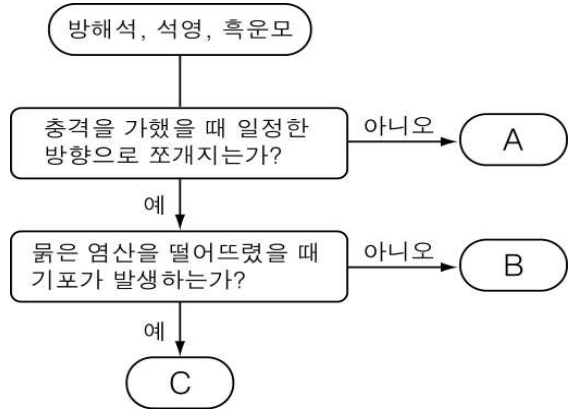 방해석, 석영, 흑운모
충격을 가했을 때 일정한
방향으로 쪼개지는가?
아니오
A
예
묽은 염산을 떨어뜨렸을 때
기포가 발생하는가?
아니오
B
예
C